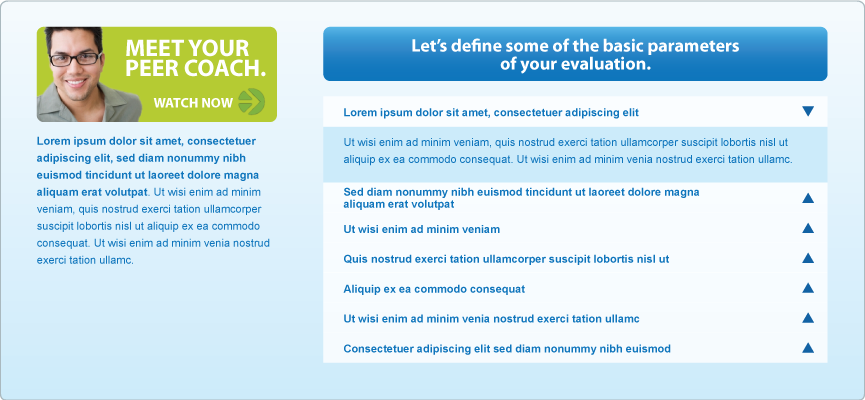 MEET YOUR
PEER COACH.
WATCH NOW
Lorem ipsum dolor sit amet, consectetuer
adipiscing elit, sed diam nonummy nibh
euismod tincidunt ut laoreet dolore magna
aliquam erat volutpat. Ut wisi enim ad minim
veniam, quis nostrud exerci tation ullamcorper
suscipit lobortis nisl ut aliquip ex ea commodo
consequat. Ut wisi enim ad minim venia nostrud
exerci tation ullamc.
Let's define some of the basic parameters
of your evaluation.
Lorem ipsum dolor sit amet, consectetuer adipiscing elit
Ut wisi enim ad minim veniam, quis nostrud exerci tation ullamcorper suscipit lobortis nisl ut
aliquip ex ea commodo consequat. Ut wisi enim ad minim venia nostrud exerci tation ullamc.
Sed diam nonummy nibh euismod tincidunt ut laoreet dolore magna
aliquam erat volutpat
Ut wisi enim ad minim veniam
Quis nostrud exerci tation ullamcorper suscipit lobortis nisl ut
Aliquip ex ea commodo consequat
Ut wisi enim ad minim venia nostrud exerci tation ullamc
Consectetuer adipiscing elit sed diam nonummy nibh euismod